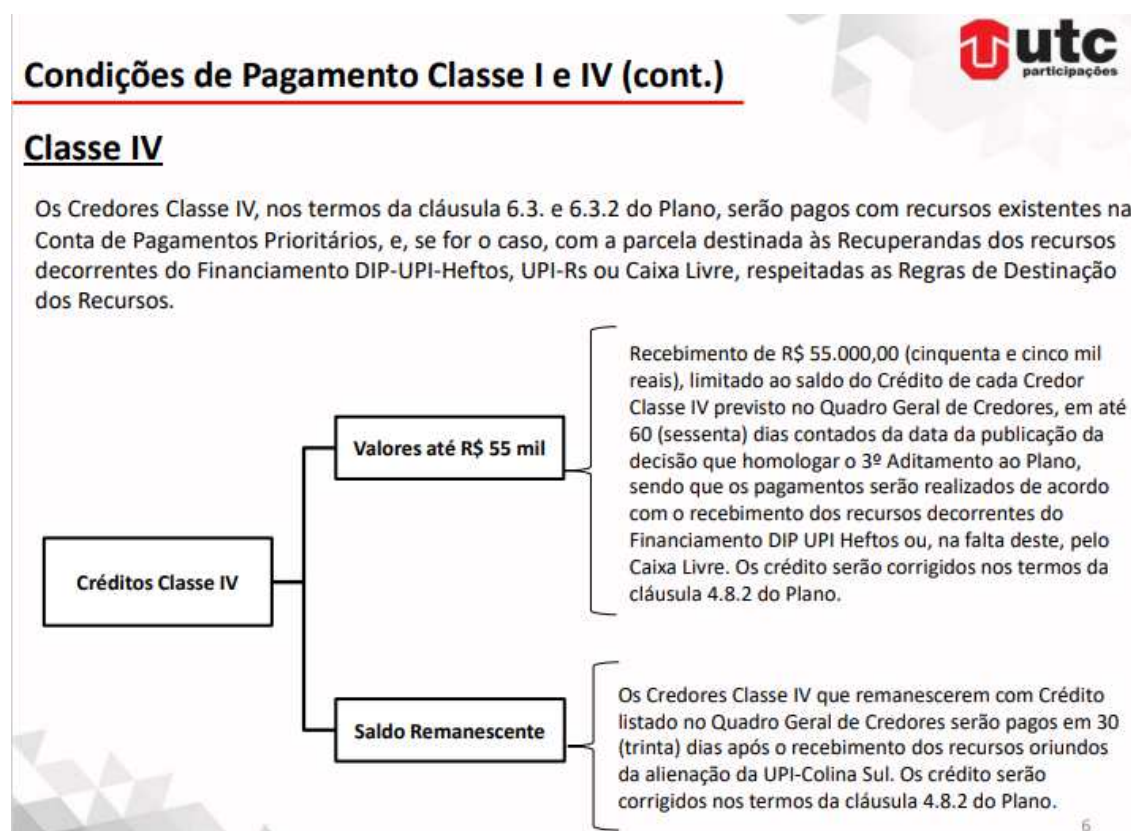 utc
participações
Condições de Pagamento Classe I e IV (cont.)
Classe IV
Os Credores Classe IV, nos termos da cláusula 6.3. e 6.3.2 do Plano, serão pagos com recursos existentes na
Conta de Pagamentos Prioritários, e, se for o caso, com a parcela destinada às Recuperandas dos recursos
decorrentes do Financiamento DIP-UPI-Heftos, UPI-Rs ou Caixa Livre, respeitadas as Regras de Destinação
dos Recursos.
Créditos Classe IV
Valores até R$ 55 mil
Recebimento de R$ 55.000,00 (cinquenta e cinco mil
reais), limitado ao saldo do Crédito de cada Credor
Classe IV previsto no Quadro Geral de Credores, em até
60 (sessenta) dias contados da data da publicação da
decisão que homologar o 3º Aditamento ao Plano,
sendo que os pagamentos serão realizados de acordo
com o recebimento dos recursos decorrentes do
Financiamento DIP UPI Heftos ou, na falta deste, pelo
Caixa Livre. Os crédito serão corrigidos nos termos da
cláusula 4.8.2 do Plano.
Saldo Remanescente
Os Credores Classe IV que remanescerem com Crédito
listado no Quadro Geral de Credores serão pagos em 30
(trinta) dias após o recebimento dos recursos oriundos
da alienação da UPI-Colina Sul. Os crédito serão
corrigidos nos termos da cláusula 4.8.2 do Plano.
6